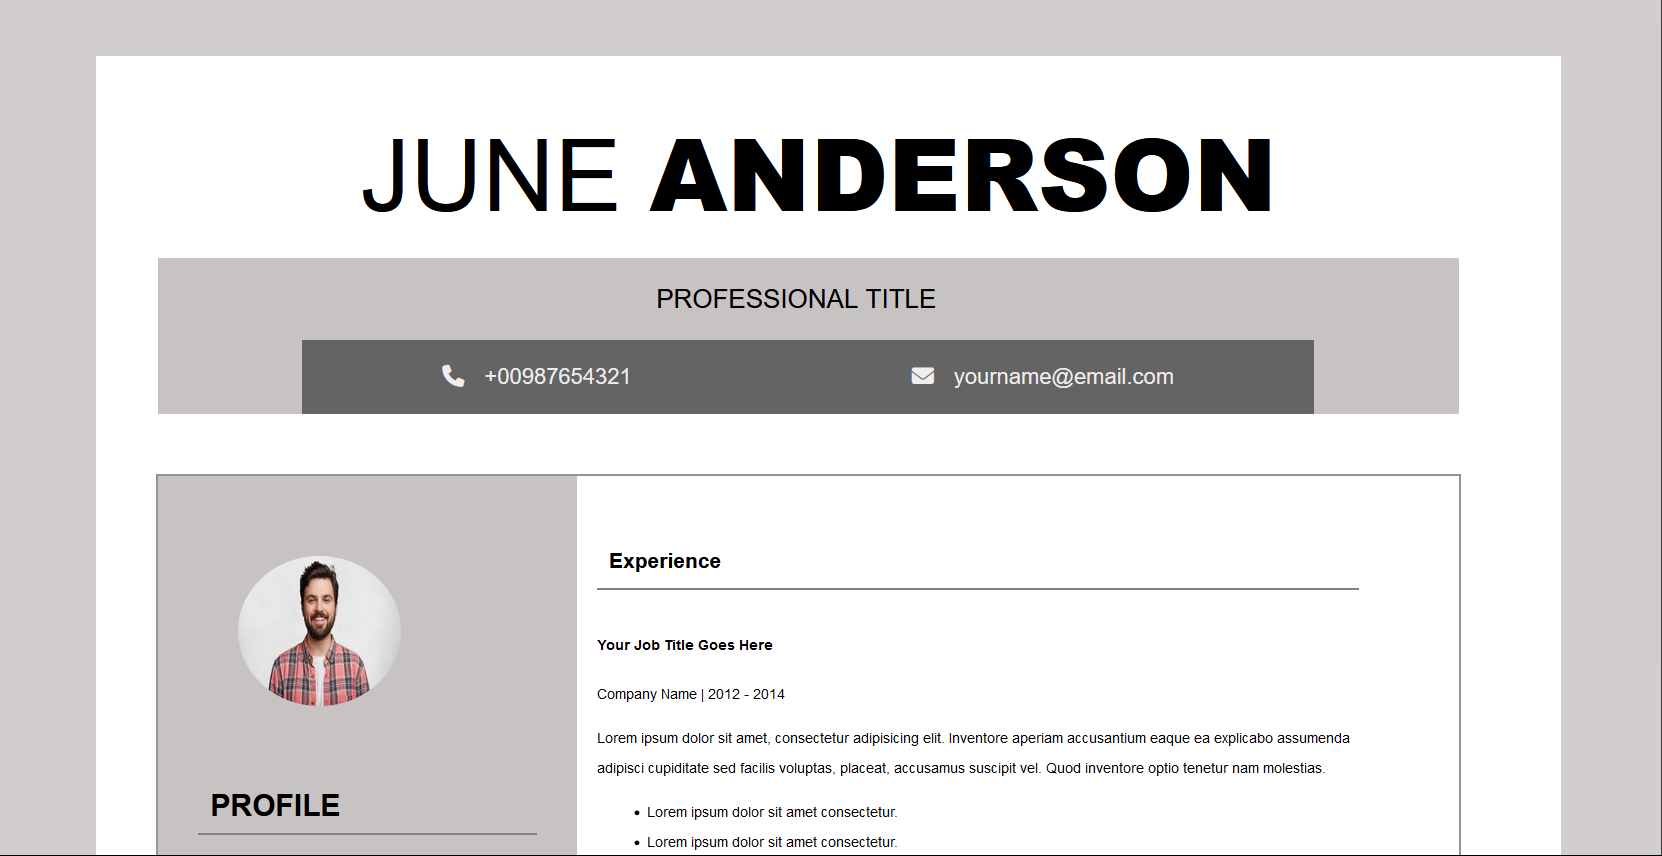 JUNE ANDERSON
PROFESSIONAL TITLE
+00987654321
yourname@email.com
PROFILE
Experience
Your Job Title Goes Here
Company Name | 2012 - 2014
Lorem ipsum dolor sit amet, consectetur adipisicing elit. Inventore aperiam accusantium eaque ea explicabo assumenda
adipisci cupiditate sed facilis voluptas, placeat, accusamus suscipit vel. Quod inventore optio tenetur nam molestias.
• Lorem ipsum dolor sit amet consectetur.
• Lorem ipsum dolor sit amet consectetur.